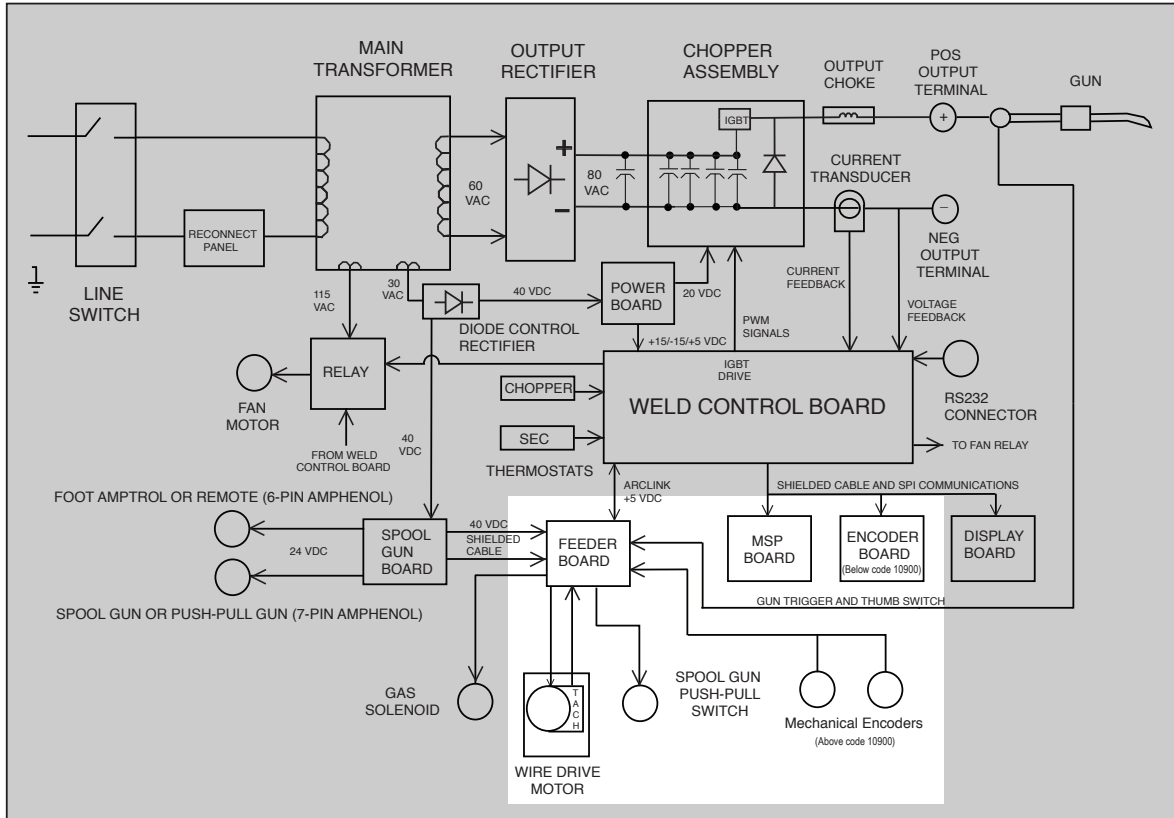 MAIN
TRANSFORMER
OUTPUT
RECTIFIER
CHOPPER
ASSEMBLY
OUTPUT
CHOKE
POS
OUTPUT
TERMINAL
GUN
IGBT
+
+
−
60
VAC
80
VAC
CURRENT
TRANSDUCER
−
NEG
OUTPUT
TERMINAL
RECONNECT
PANEL
LINE
SWITCH
115
VAC
30
VAC
40 VDC
POWER
BOARD
20 VDC
CURRENT
FEEDBACK
VOLTAGE
FEEDBACK
PWM
SIGNALS
DIODE CONTROL
RECTIFIER
+15/-15/+5 VDC
RELAY
FAN
MOTOR
FROM WELD
CONTROL BOARD
40
VDC
CHOPPER
SEC
THERMOSTATS
IGBT
DRIVE
WELD CONTROL BOARD
RS232
CONNECTOR
TO FAN RELAY
ARCLINK
+5 VDC
SHIELDED CABLE AND SPI COMMUNICATIONS
FOOT AMPTROL OR REMOTE (6-PIN AMPHENOL)
24 VDC
SPOOL GUN OR PUSH-PULL GUN (7-PIN AMPHENOL)
SPOOL
GUN
BOARD
40 VDC
SHIELDED
CABLE
FEEDER
BOARD
MSP
BOARD
ENCODER
BOARD
(Below code 10900)
DISPLAY
BOARD
GUN TRIGGER AND THUMB SWITCH
GAS
SOLENOID
TACH
WIRE DRIVE
MOTOR
SPOOL GUN
PUSH-PULL
SWITCH
Mechanical Encoders
(Above code 10900)